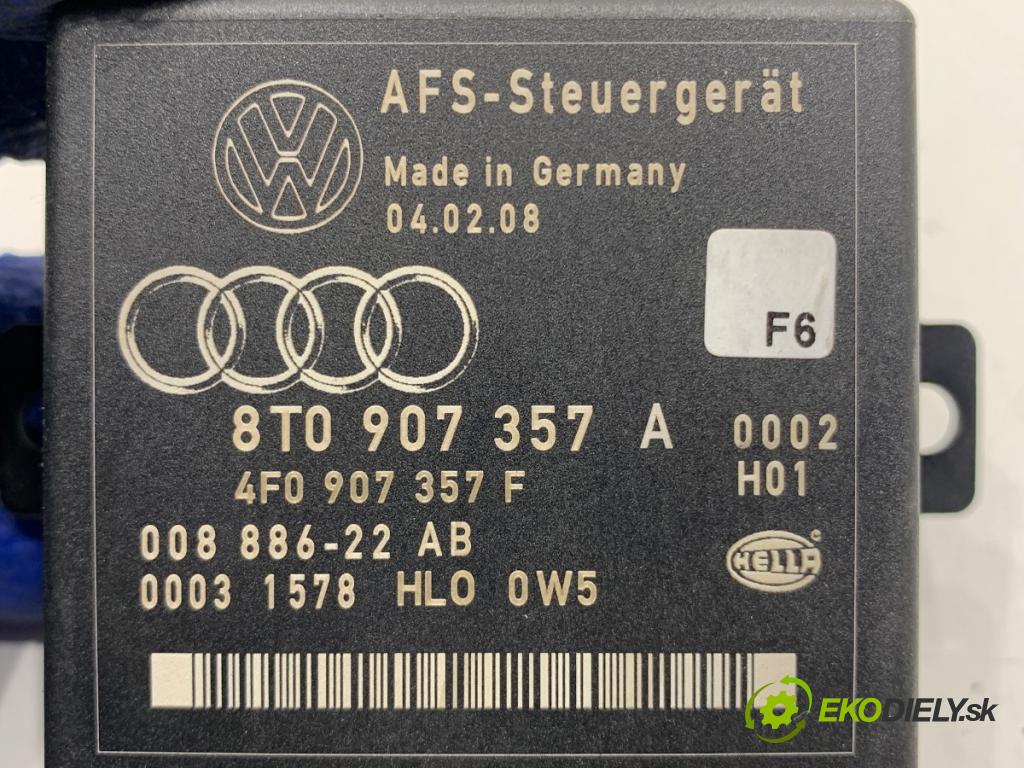 AFS-Steuergerät
Made in Germany
04.02.08
F6
8T0 907 357 A 0002
4F0 907 357 F H01
008 886-22 AB
HELLA
0003 1578 HLO 0W5
EKODIELY.sk